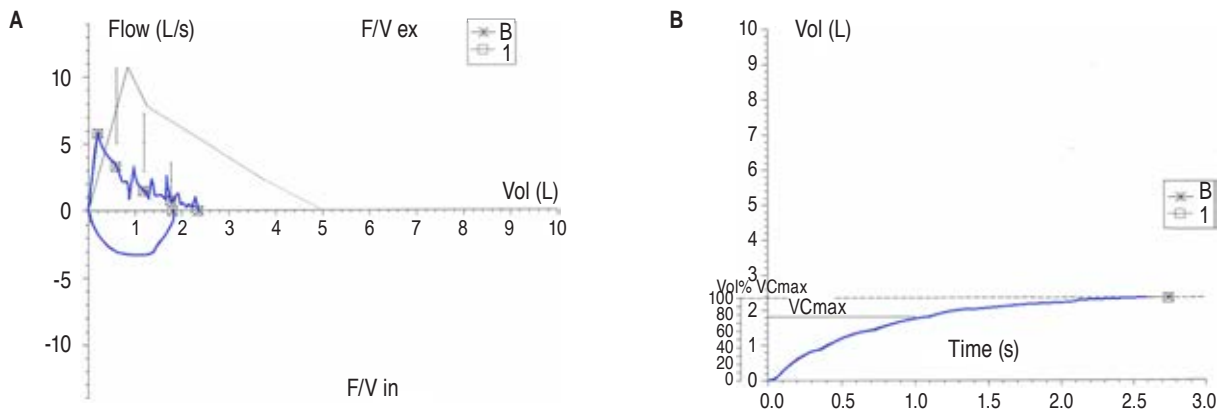 A
Flow (L/s)
F/V ex
B
1
10
5
0
-5
-10
Vol (L)
1 2 3 4 5 6 7 8 9 10
F/V in
B
Vol (L)
10
9
8
7
6
5
4
3
2
1
0
B
1
Vol% VCmax
100
80
60
40
20
0
VCmax
Time (s)
0.0 0.5 1.0 1.5 2.0 2.5 3.0